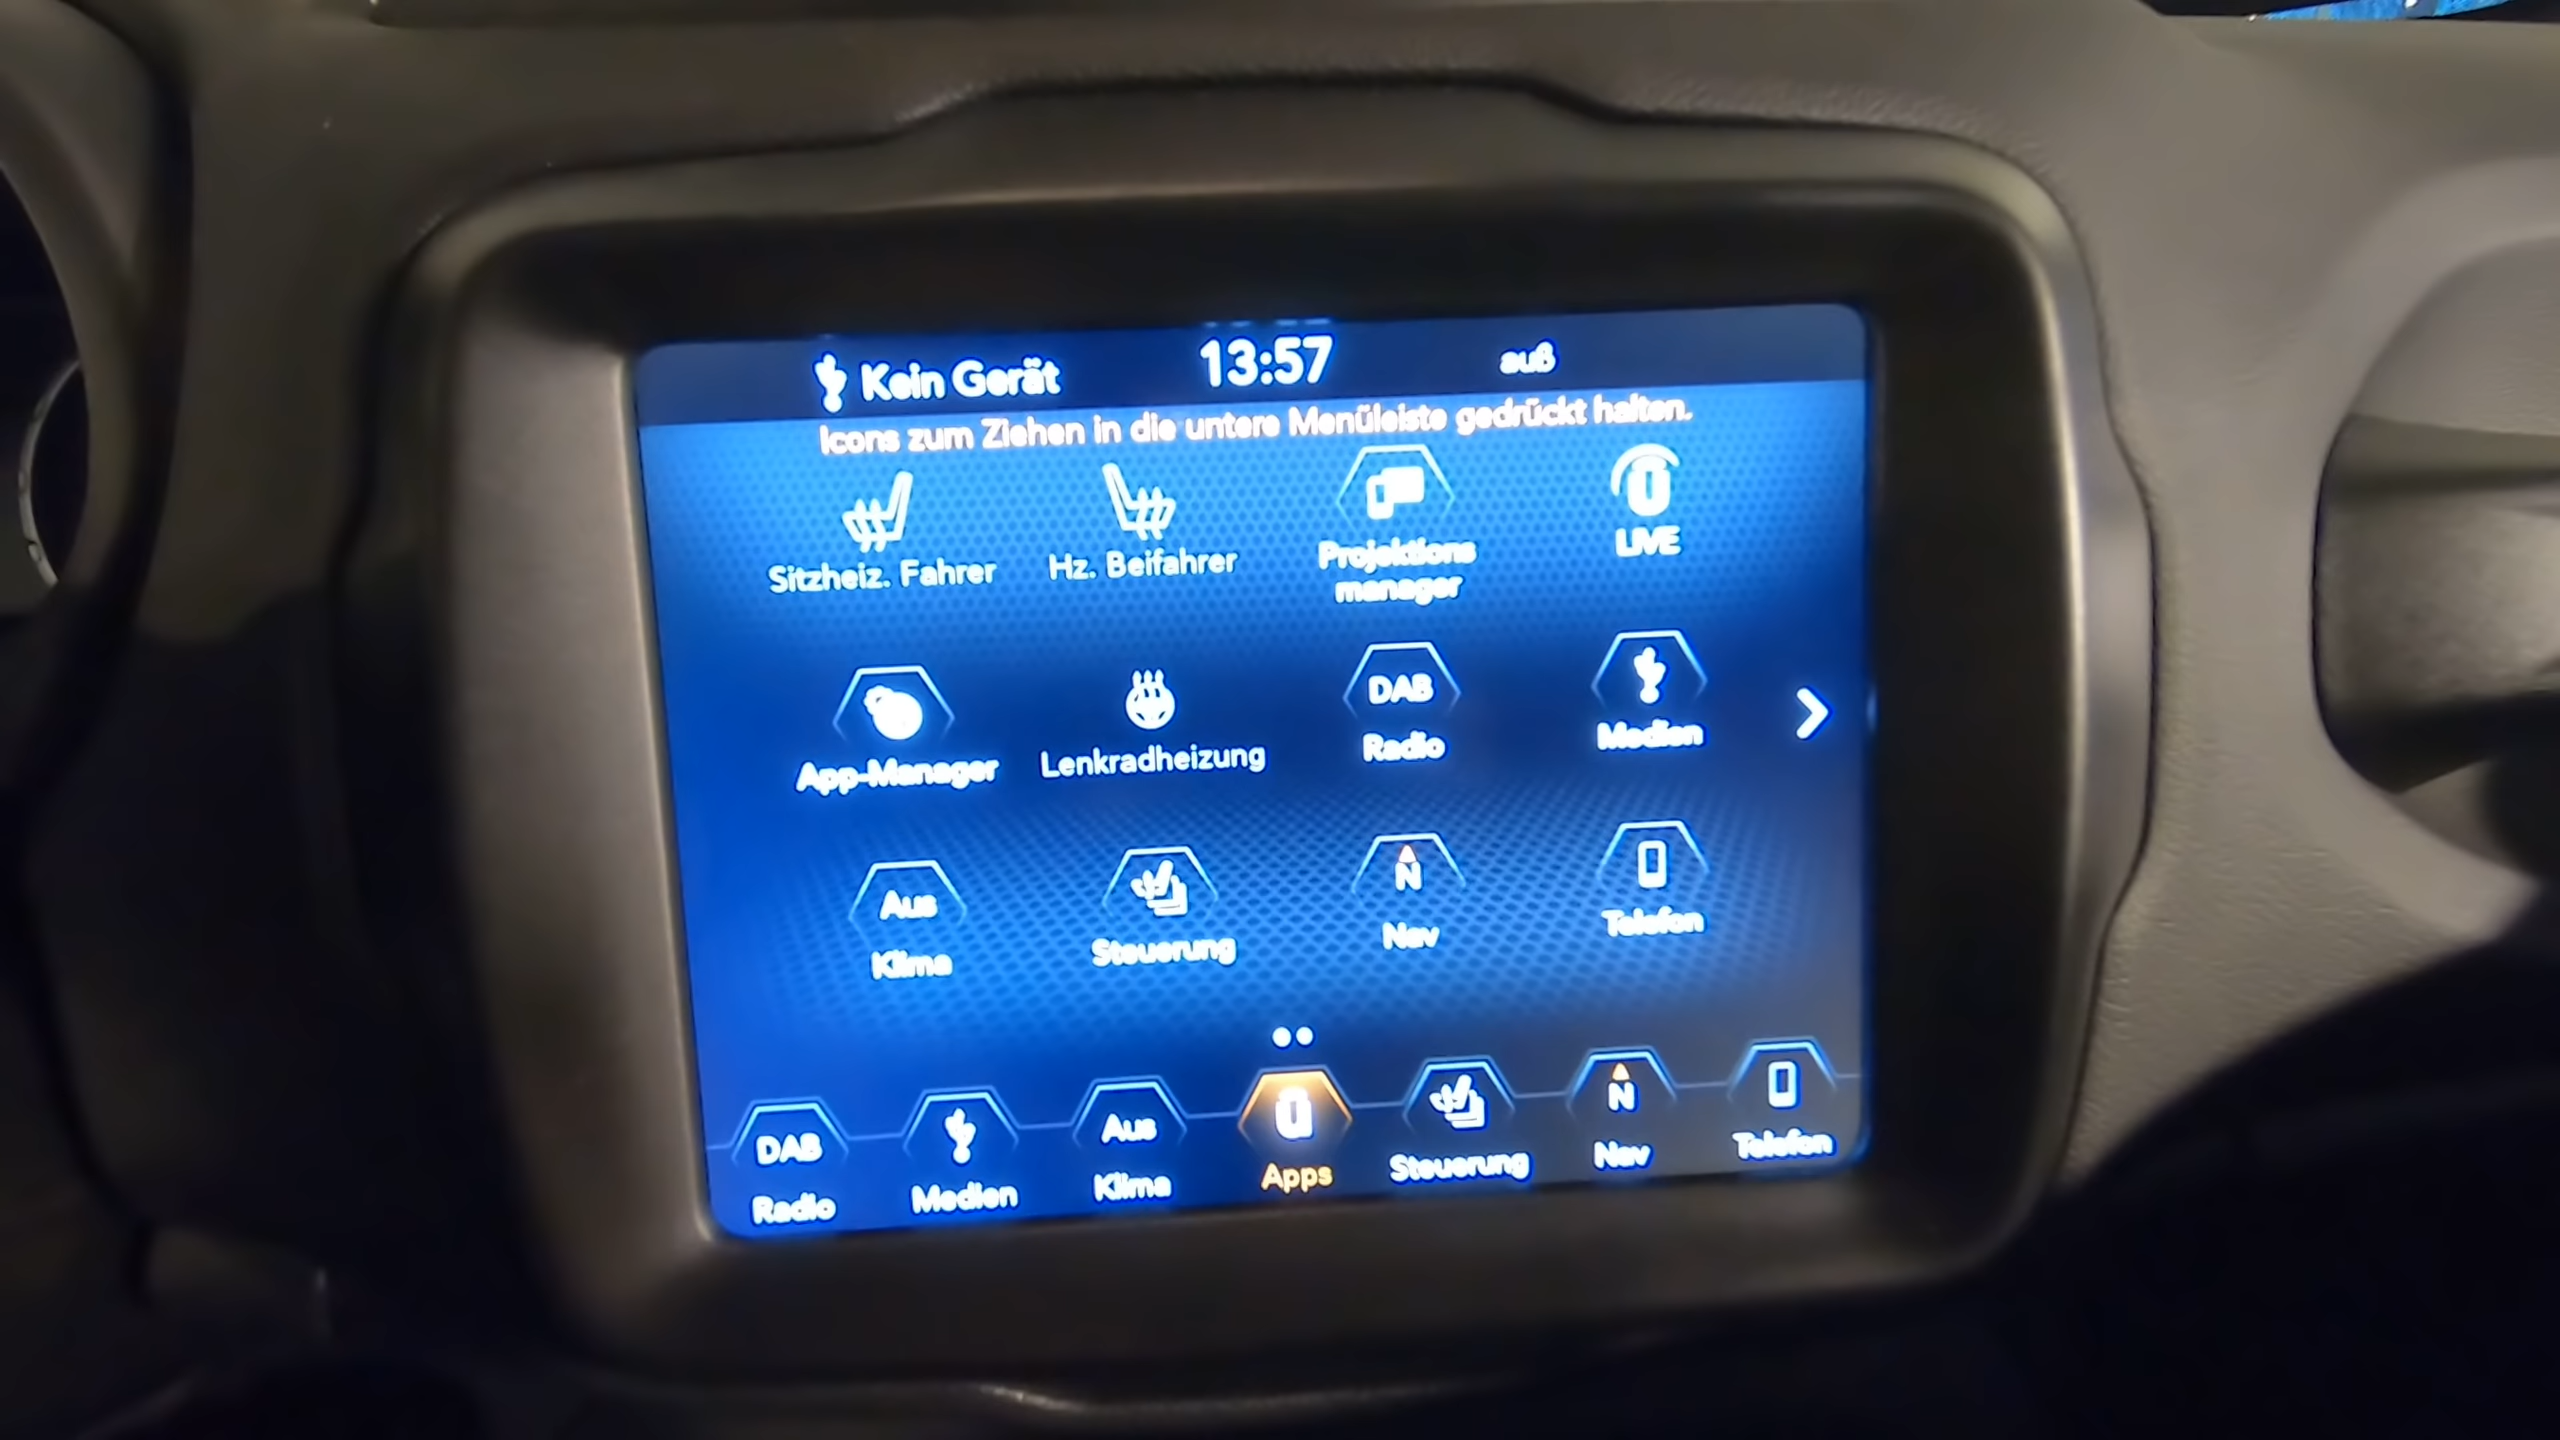 Kein Gerät 13:57 auß
Icons zum Ziehen in die untere Menüleiste gedrückt halten.
Sitzheiz. Fahrer Hz. Beifahrer Projektions LIVE
manager
DAB
App-Manager Lenkradheizung Radio Medien
Aus N
Klima Steuerung Nav Telefon
DAB Aus N
Radio Medien Klima Apps Steuerung Nav Telefon